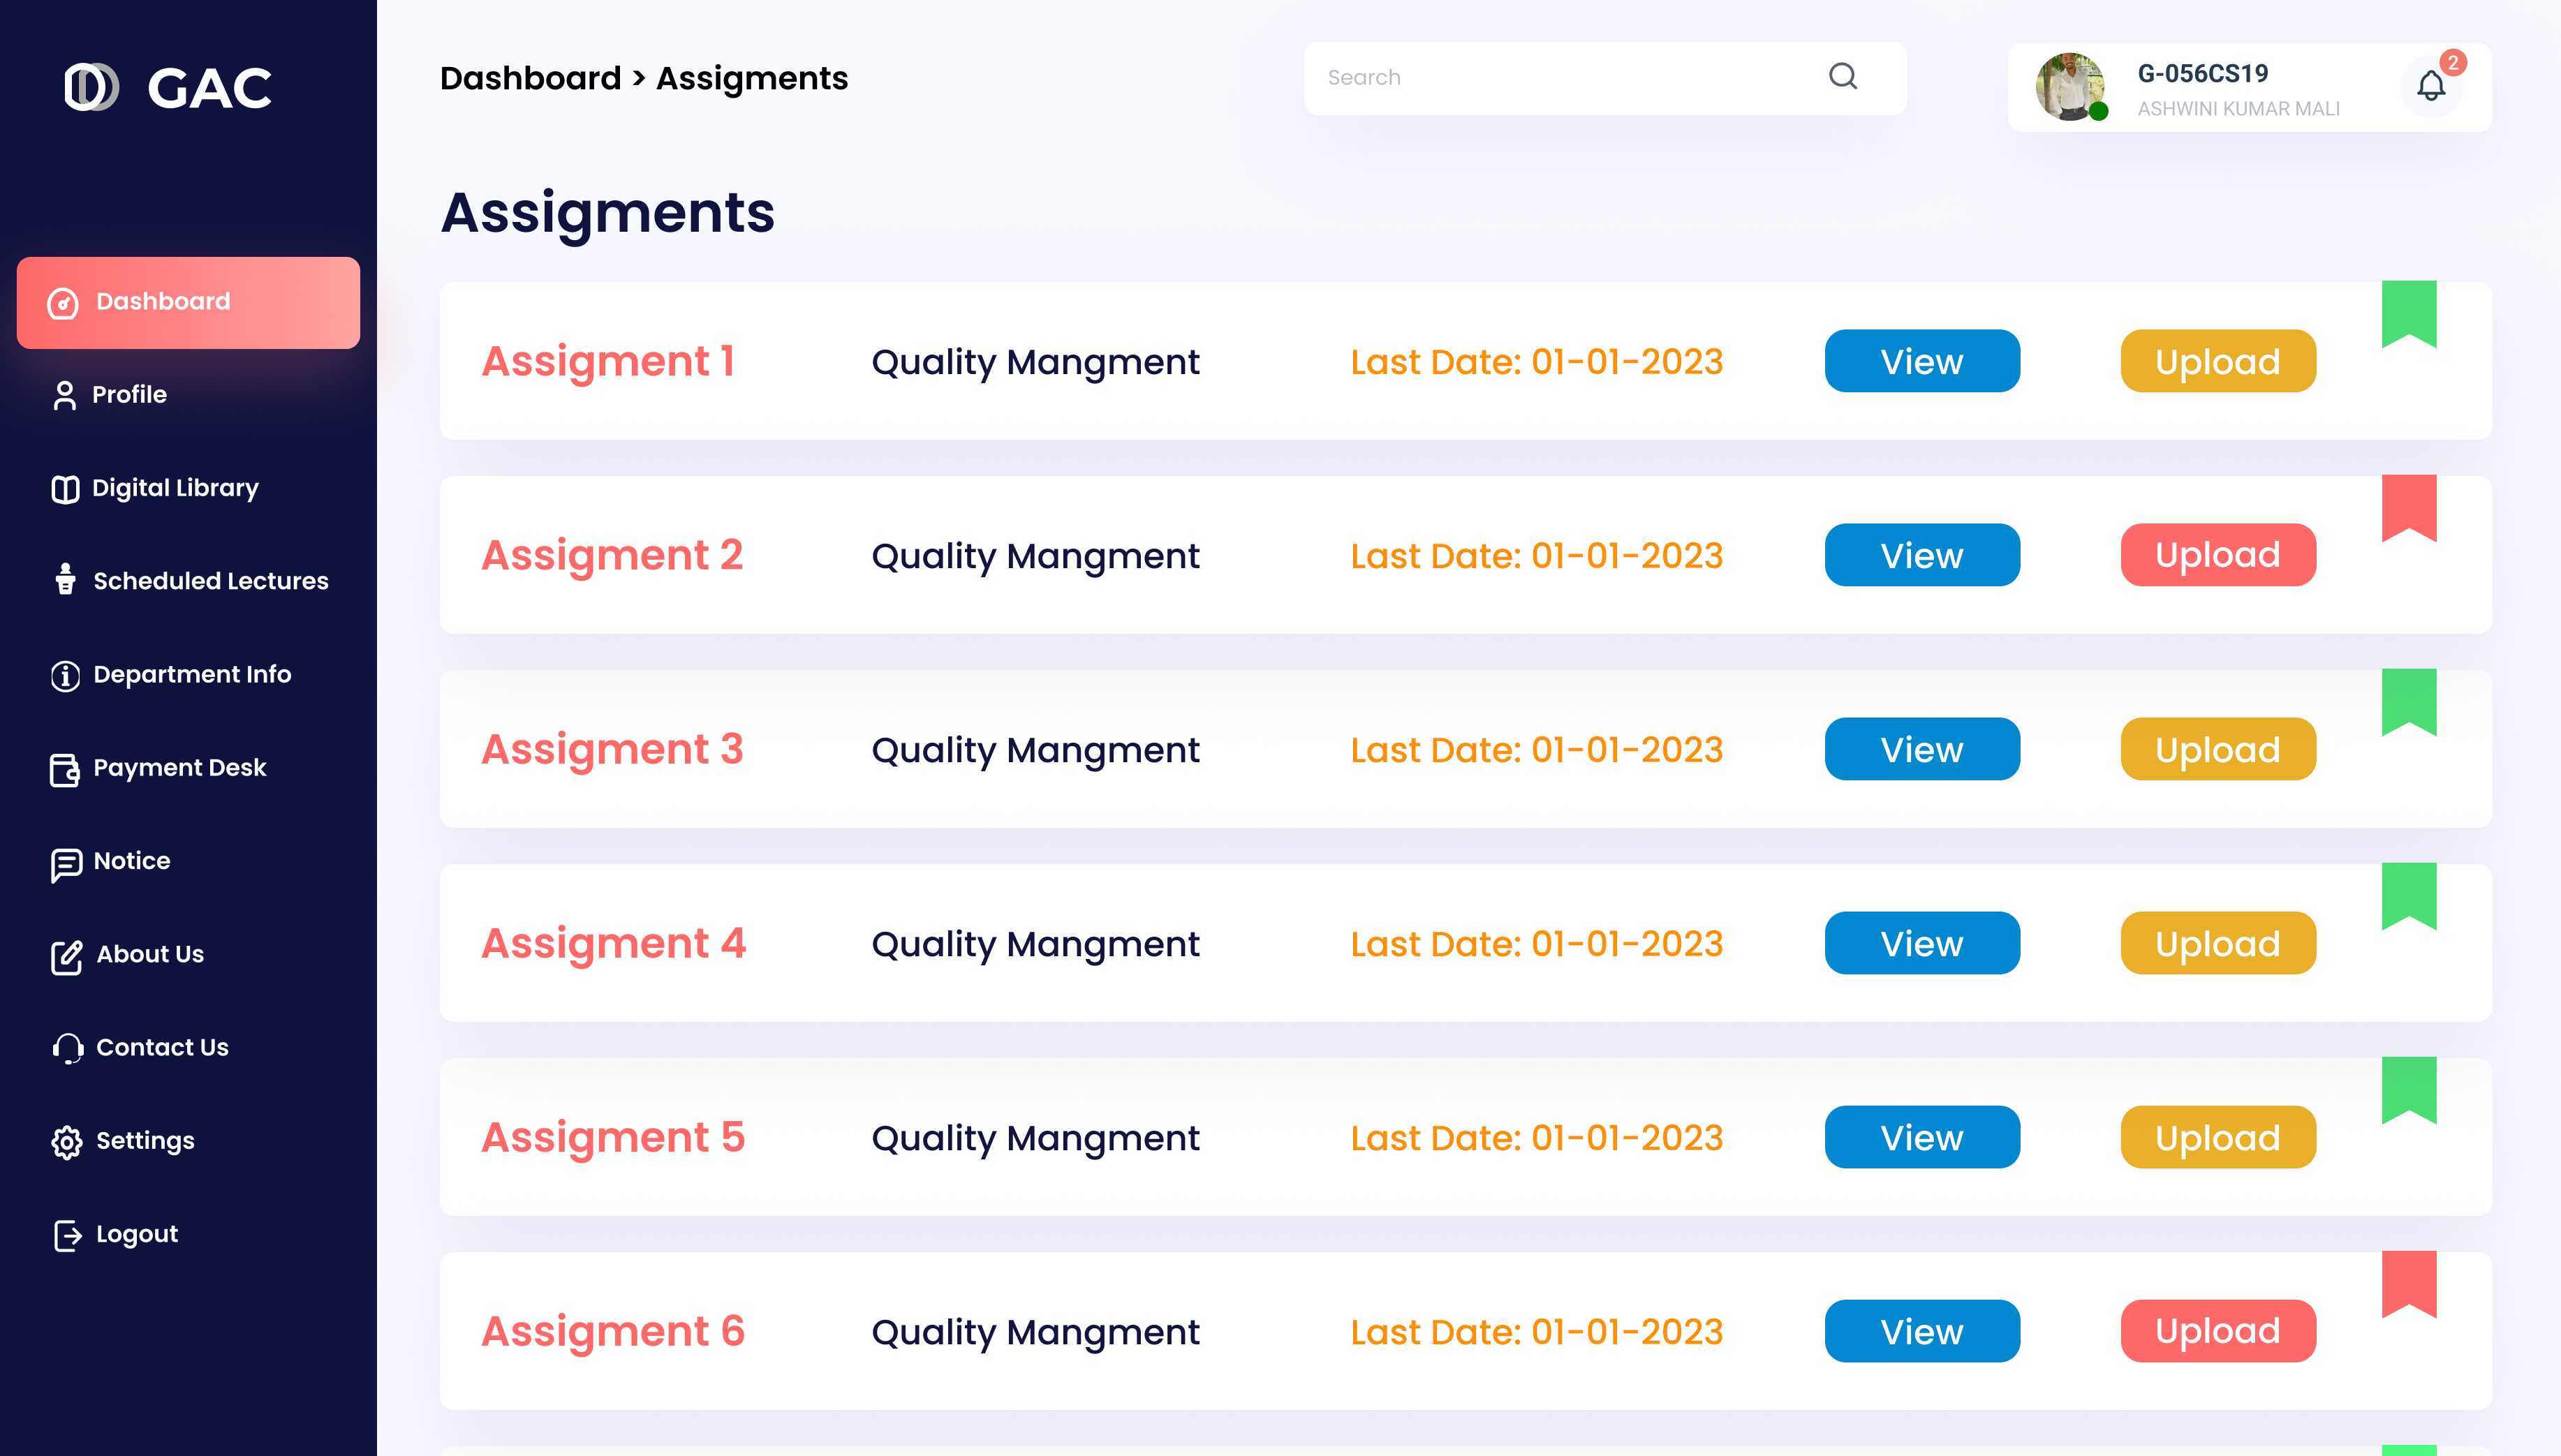 GAC
Dashboard
Profile
Digital Library
Scheduled Lectures
Department Info
Payment Desk
Notice
About Us
Contact Us
Settings
Logout
Dashboard > Assigments
Search
G-056CS19
ASHWINI KUMAR MALI
2
Assigments
Assigment 1 Quality Mangment Last Date: 01-01-2023 View Upload
Assigment 2 Quality Mangment Last Date: 01-01-2023 View Upload
Assigment 3 Quality Mangment Last Date: 01-01-2023 View Upload
Assigment 4 Quality Mangment Last Date: 01-01-2023 View Upload
Assigment 5 Quality Mangment Last Date: 01-01-2023 View Upload
Assigment 6 Quality Mangment Last Date: 01-01-2023 View Upload